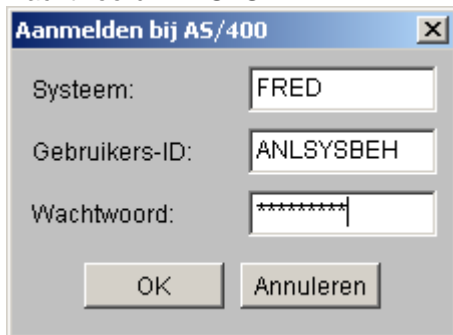 Aanmelden bij AS/400
Systeem: FRED
Gebruikers-ID: ANLSYSBEH
Wachtwoord: *********
OK Annuleren